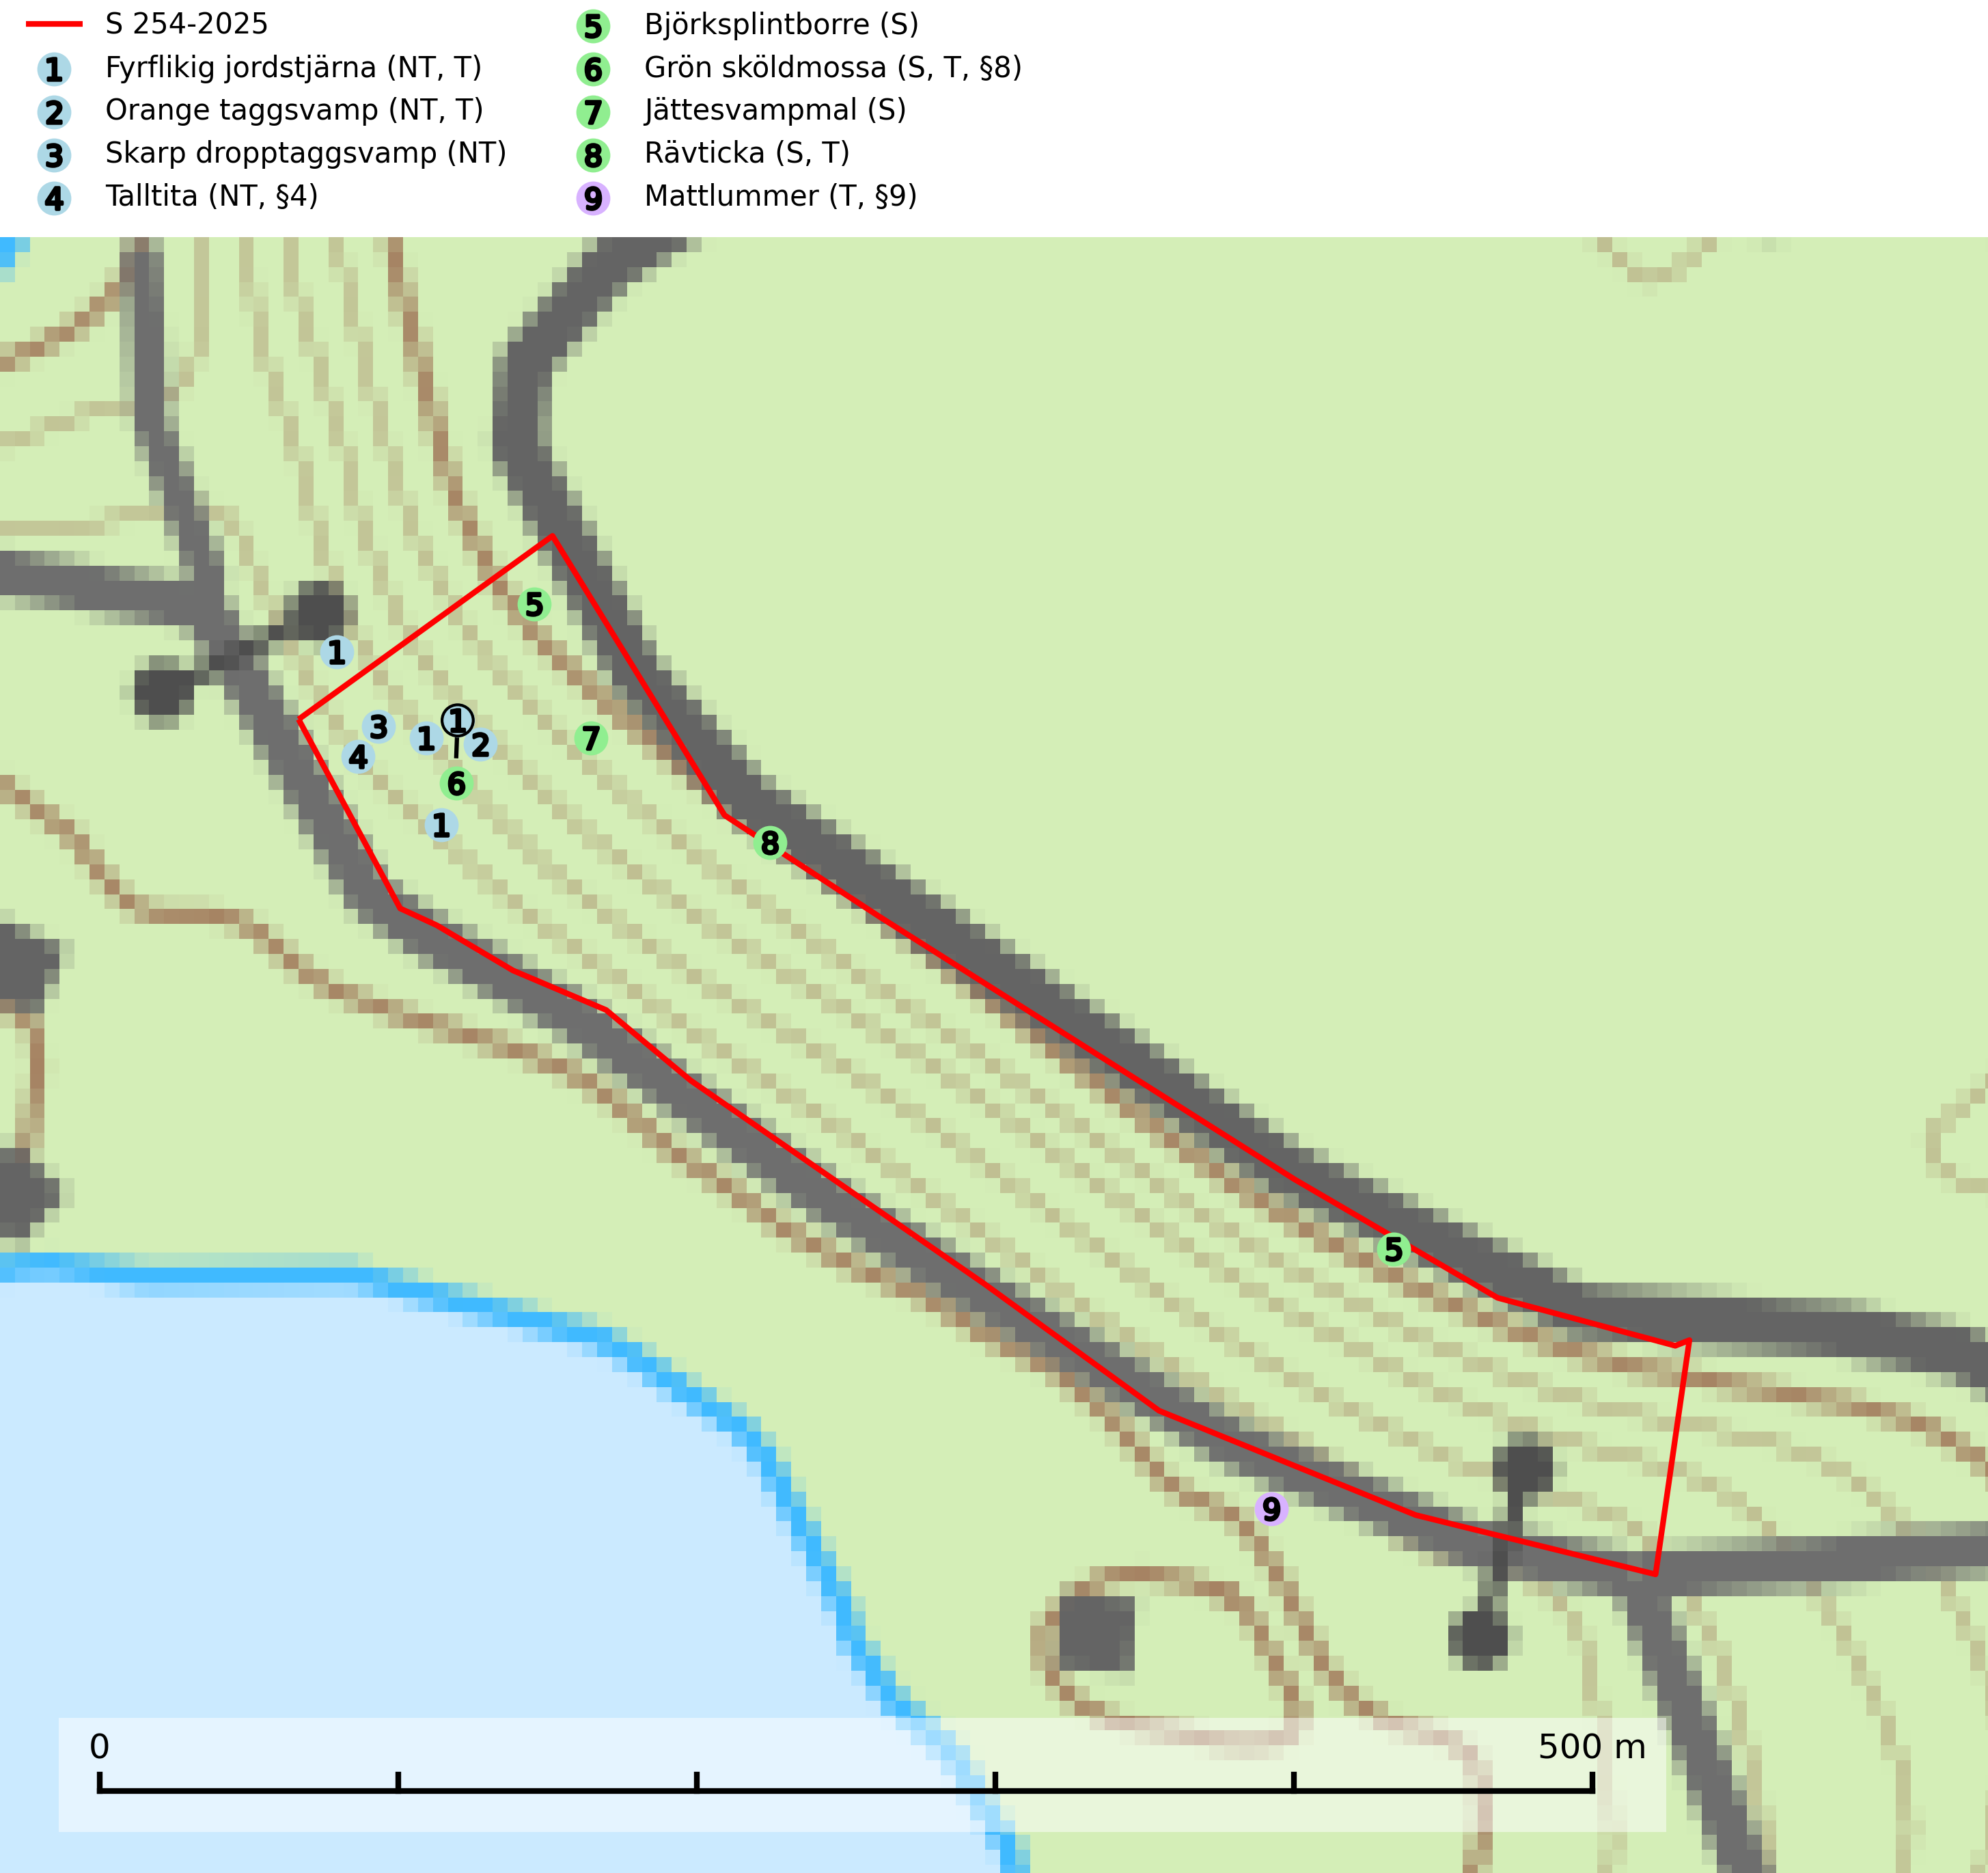 S 254-2025
1 Fyrflikig jordstjärna (NT, T)
2 Orange taggsvamp (NT, T)
3 Skarp dropptaggsvamp (NT)
4 Talltita (NT, §4)
5 Björksplintborre (S)
6 Grön sköldmossa (S, T, §8)
7 Jättesvampmal (S)
8 Rävticka (S, T)
9 Mattlummer (T, §9)
5
1
1
3
1
2
7
4
6
1
8
5
9
0 500 m